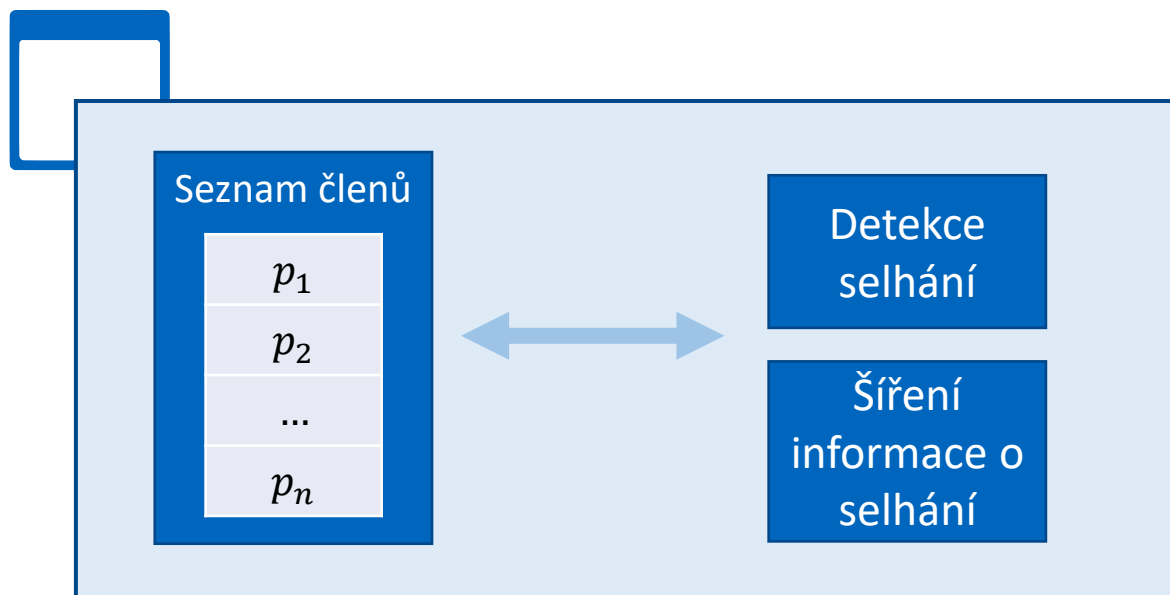 Seznam členů
p₁
p₂
...
pₙ
Detekce
selhání
Šíření
informace o
selhání